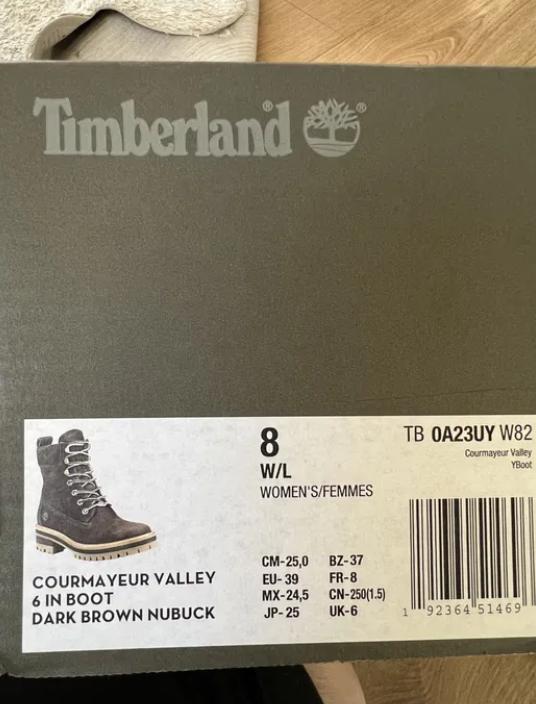 Timberland®
8
W/L
WOMEN'S/FEMMES
TB 0A23UY W82
Courmayeur Valley
YBoot
COURMAYEUR VALLEY
6 IN BOOT
DARK BROWN NUBUCK
CM-25,0 BZ-37
EU- 39 FR-8
MX-24,5 CN-250(1.5)
JP- 25 UK-6
1 92364 51469